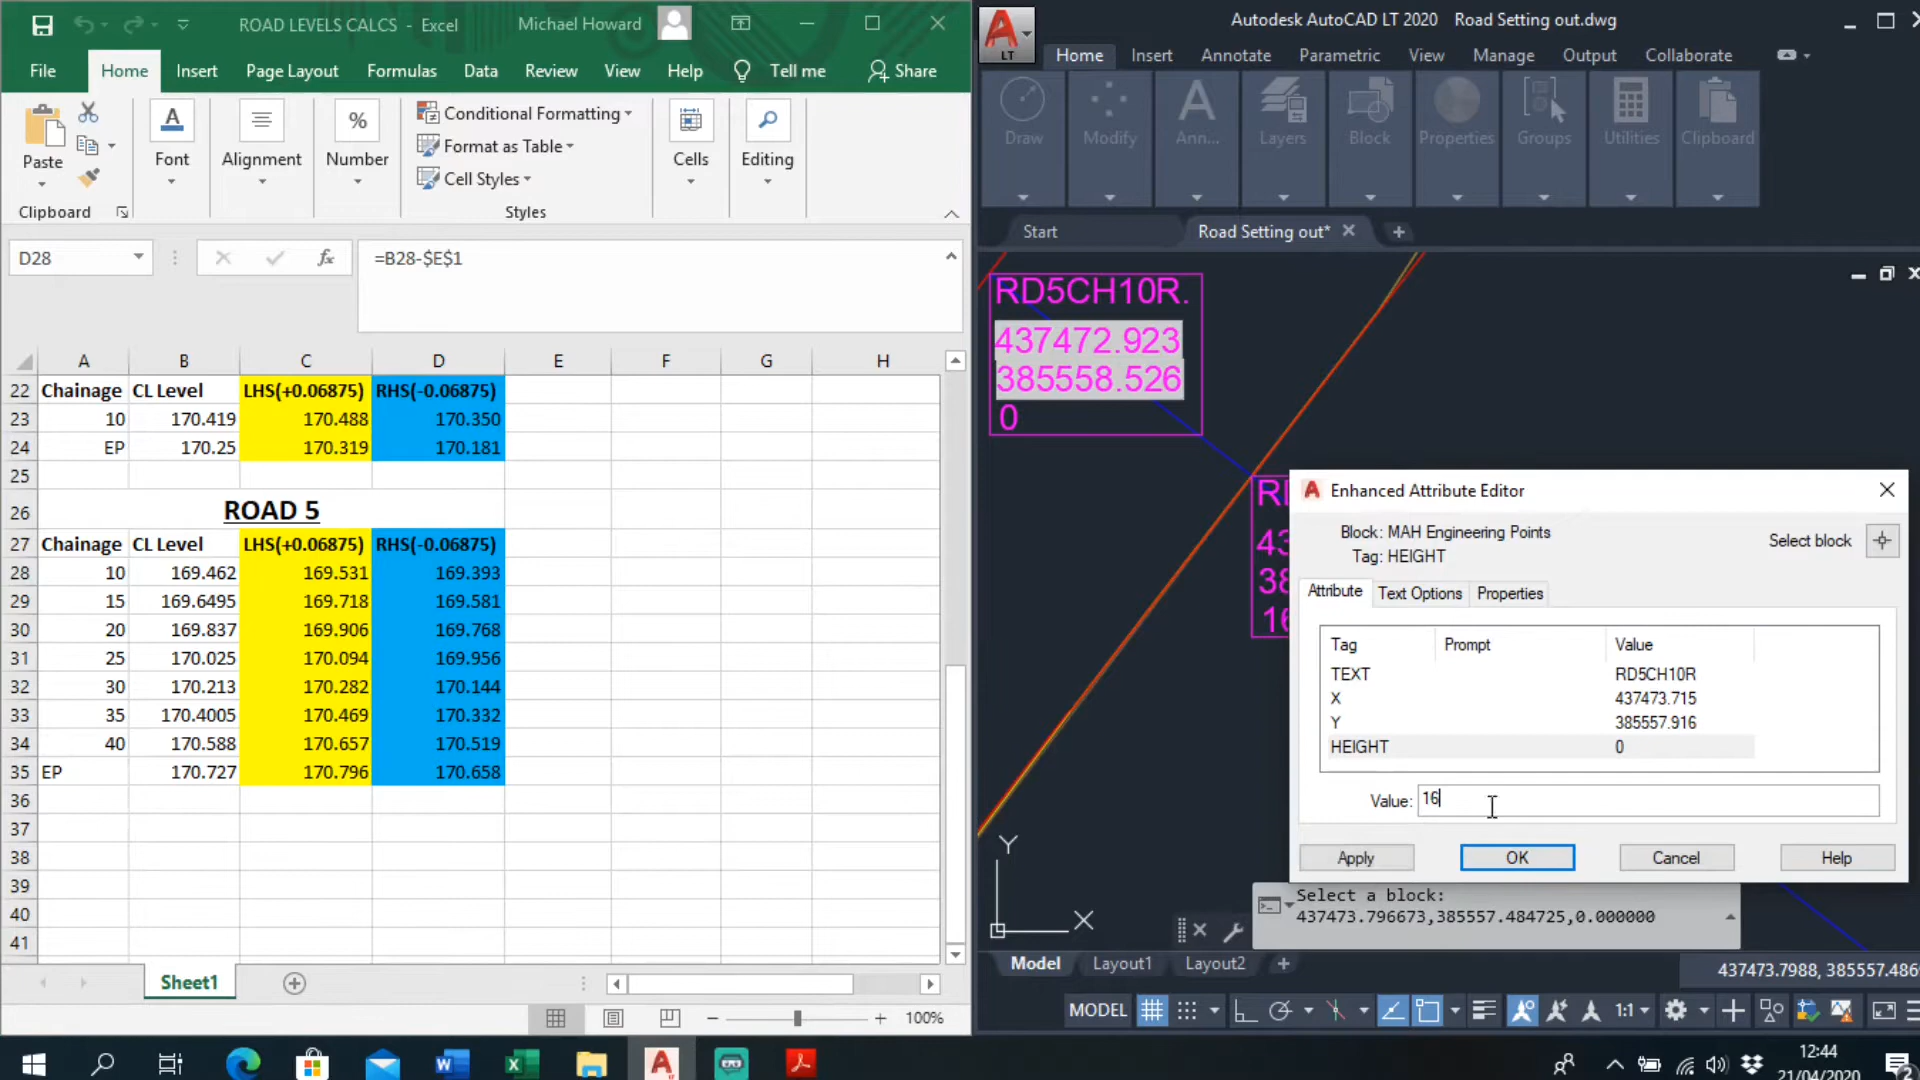 ROAD LEVELS CALCS - Excel
Michael Howard
File Home Insert Page Layout Formulas Data Review View Help Tell me Share
Paste
Clipboard
Font
Alignment
Number
Conditional Formatting
Format as Table
Cell Styles
Styles
Cells
Editing
D28
fx
=B28-$E$1
A B C D E F G H
22 Chainage CL Level LHS(+0.06875) RHS(-0.06875)
23 10 170.419 170.488 170.350
24 EP 170.25 170.319 170.181
25
26 ROAD 5
27 Chainage CL Level LHS(+0.06875) RHS(-0.06875)
28 10 169.462 169.531 169.393
29 15 169.6495 169.718 169.581
30 20 169.837 169.906 169.768
31 25 170.025 170.094 169.956
32 30 170.213 170.282 170.144
33 35 170.4005 170.469 170.332
34 40 170.588 170.657 170.519
35 EP 170.727 170.796 170.658
36
37
38
39
40
41
Sheet1
100%
LT
Autodesk AutoCAD LT 2020 Road Setting out.dwg
Home Insert Annotate Parametric View Manage Output Collaborate
Draw Modify Ann... Layers Block Properties Groups Utilities Clipboard
Start Road Setting out*
RD5CH10R.
437472.923
385558.526
0
43
38
16
Enhanced Attribute Editor
Block: MAH Engineering Points
Tag: HEIGHT
Select block
Attribute Text Options Properties
Tag Prompt Value
TEXT RD5CH10R
X 437473.715
Y 385557.916
HEIGHT 0
Value: 16
Apply OK Cancel Help
Y
X
Select a block:
437473.796673,385557.484725,0.000000
Model Layout1 Layout2
437473.7988, 385557.486
MODEL
1:1
12:44
21/04/2020
2